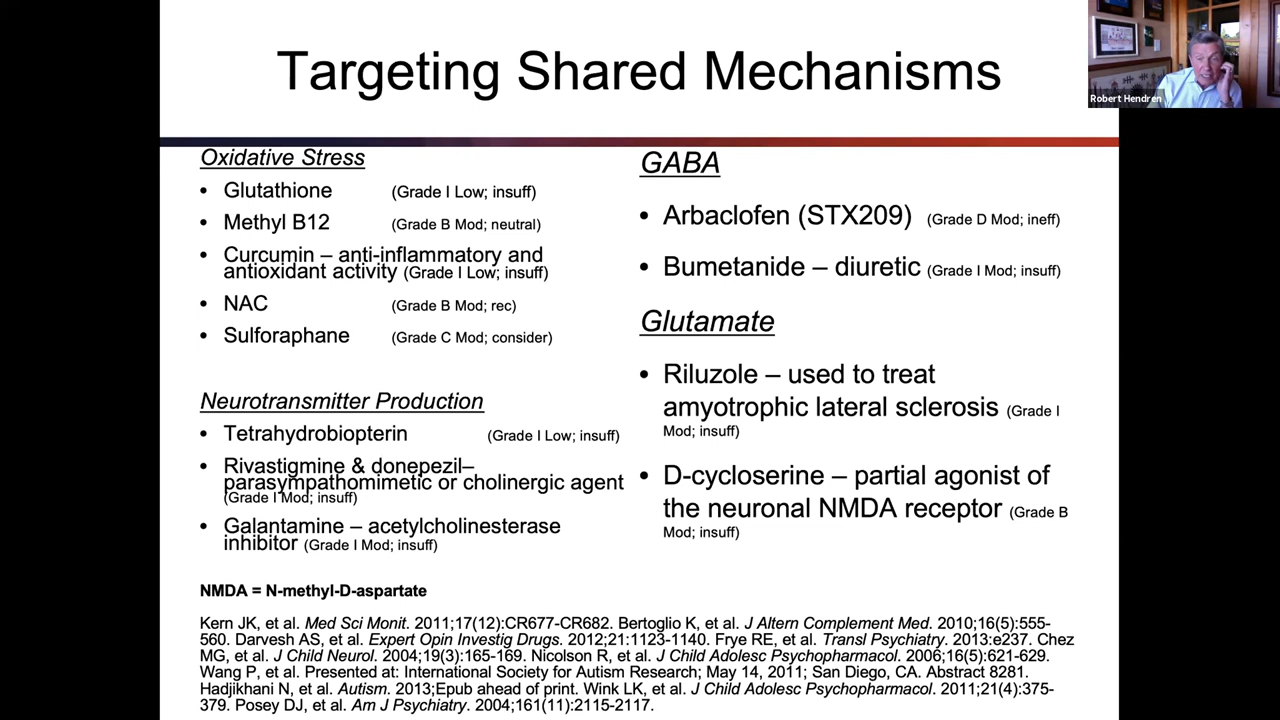 Targeting Shared Mechanisms
Robert Hendren
Oxidative Stress
• Glutathione (Grade I Low; insuff)
• Methyl B12 (Grade B Mod; neutral)
• Curcumin – anti-inflammatory and
antioxidant activity (Grade I Low; insuff)
• NAC (Grade B Mod; rec)
• Sulforaphane (Grade C Mod; consider)
Neurotransmitter Production
• Tetrahydrobiopterin (Grade I Low; insuff)
• Rivastigmine & donepezil–
parasympathomimetic or cholinergic agent
(Grade I Mod; insuff)
• Galantamine – acetylcholinesterase
inhibitor (Grade I Mod; insuff)
GABA
• Arbaclofen (STX209) (Grade D Mod; ineff)
• Bumetanide – diuretic (Grade I Mod; insuff)
Glutamate
• Riluzole – used to treat
amyotrophic lateral sclerosis (Grade I
Mod; insuff)
• D-cycloserine – partial agonist of
the neuronal NMDA receptor (Grade B
Mod; insuff)
NMDA = N-methyl-D-aspartate
Kern JK, et al. Med Sci Monit. 2011;17(12):CR677-CR682. Bertoglio K, et al. J Altern Complement Med. 2010;16(5):555-
560. Darvesh AS, et al. Expert Opin Investig Drugs. 2012;21:1123-1140. Frye RE, et al. Transl Psychiatry. 2013:e237. Chez
MG, et al. J Child Neurol. 2004;19(3):165-169. Nicolson R, et al. J Child Adolesc Psychopharmacol. 2006;16(5):621-629.
Wang P, et al. Presented at: International Society for Autism Research; May 14, 2011; San Diego, CA. Abstract 8281.
Hadjikhani N, et al. Autism. 2013;Epub ahead of print. Wink LK, et al. J Child Adolesc Psychopharmacol. 2011;21(4):375-
379. Posey DJ, et al. Am J Psychiatry. 2004;161(11):2115-2117.